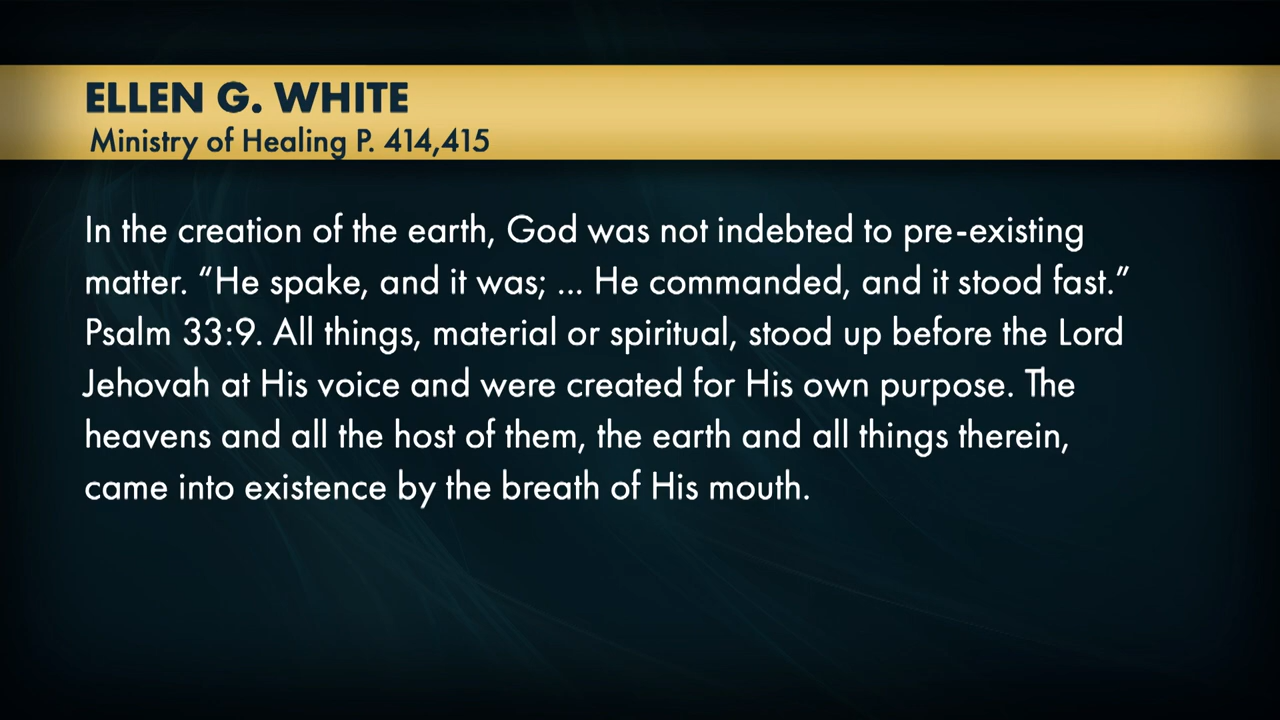 ELLEN G. WHITE
Ministry of Healing P. 414,415
In the creation of the earth, God was not indebted to pre-existing
matter. “He spake, and it was; ... He commanded, and it stood fast.”
Psalm 33:9. All things, material or spiritual, stood up before the Lord
Jehovah at His voice and were created for His own purpose. The
heavens and all the host of them, the earth and all things therein,
came into existence by the breath of His mouth.